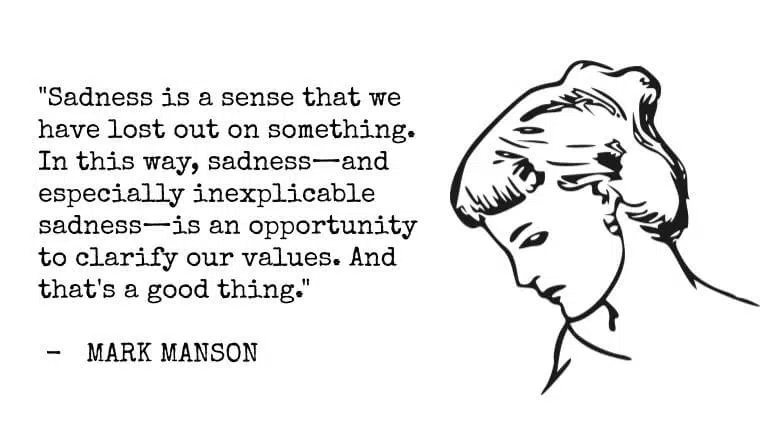 "Sadness is a sense that we
have lost out on something.
In this way, sadness—and
especially inexplicable
sadness—is an opportunity
to clarify our values. And
that's a good thing."
- MARK MANSON